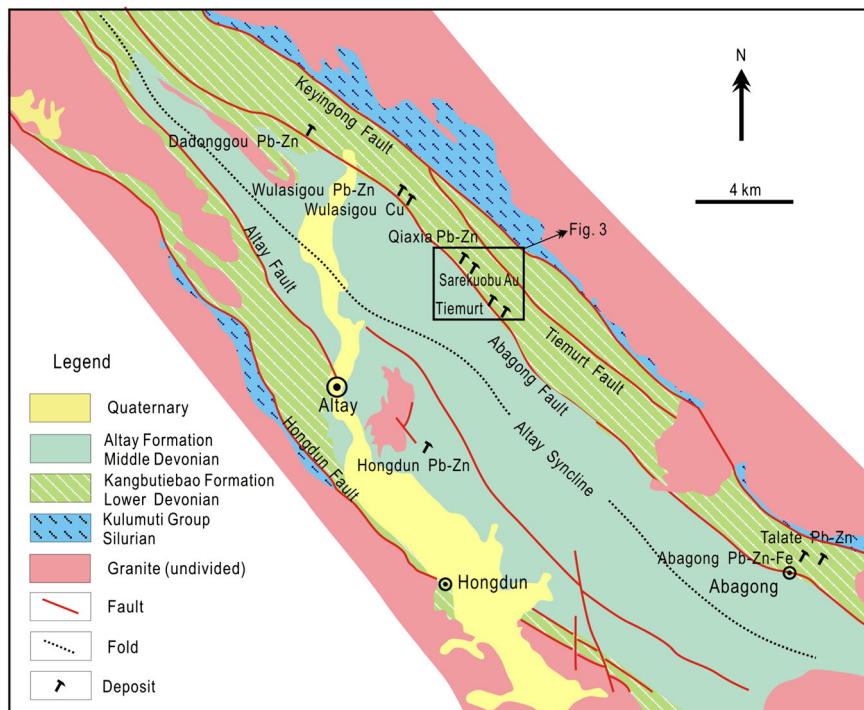 N
4 km
Keyingong Fault
Dadonggou Pb-Zn
Wulasigou Pb-Zn
Wulasigou Cu
Qiaxia Pb-Zn
Fig. 3
Sarekuobu Au
Tiemurt
Altay Fault
Abagong Fault
Tiemurt Fault
Altay
Altay Syncline
Hongdun Fault
Hongdun Pb-Zn
Talate Pb-Zn
Abagong Pb-Zn-Fe
Abagong
Hongdun
Legend
Quaternary
Altay Formation
Middle Devonian
Kangbutiebao Formation
Lower Devonian
Kulumuti Group
Silurian
Granite (undivided)
Fault
Fold
Deposit